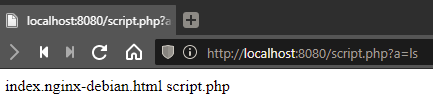 localhost:8080/script.php?a
http://localhost:8080/script.php?a=ls
index.nginx-debian.html script.php